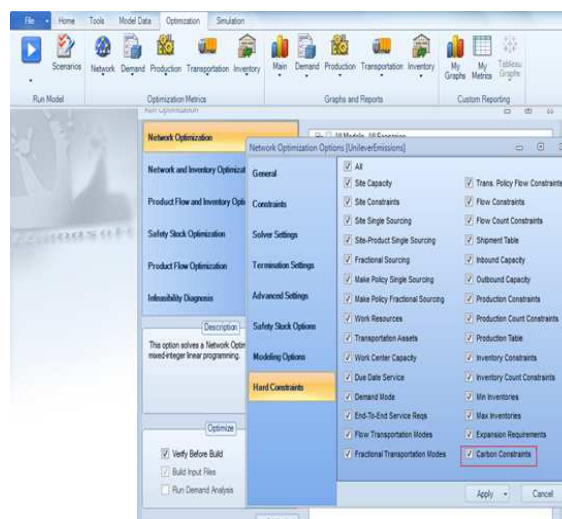 File Home Tools Model Data Optimization Simulation
Scenarios Network Demand Production Transportation Inventory Main Demand Production Transportation Inventory My Graphs My Metrics Tableau Graphs
Run Model Optimization Metrics Graphs and Reports Custom Reporting
Run Optimization
Network Optimization
Network and Inventory Optimizat
Product Flow and Inventory Opti
Safety Stock Optimization
Product Flow Optimization
Infeasibility Diagnosis
Description
This option solves a Network Optim
mixed-integer linear programming.
Optimize
Verify Before Build
Build Input Files
Run Demand Analysis
All Models, All Scenarios
Network Optimization Options [UnileverEmissions]
General
Constraints
Solver Settings
Termination Settings
Advanced Settings
Safety Stock Options
Modeling Options
Hard Constraints
All
Site Capacity
Site Constraints
Site Single Sourcing
Site-Product Single Sourcing
Fractional Sourcing
Make Policy Single Sourcing
Make Policy Fractional Sourcing
Work Resources
Transportation Assets
Work Center Capacity
Due Date Service
Demand Mode
End-To-End Service Reqs
Flow Transportation Modes
Fractional Transportation Modes
Trans. Policy Flow Constraints
Flow Constraints
Flow Count Constraints
Shipment Table
Inbound Capacity
Outbound Capacity
Production Constraints
Production Count Constraints
Production Table
Inventory Constraints
Inventory Count Constraints
Min Inventories
Max Inventories
Expansion Requirements
Carbon Constraints
Apply Cancel